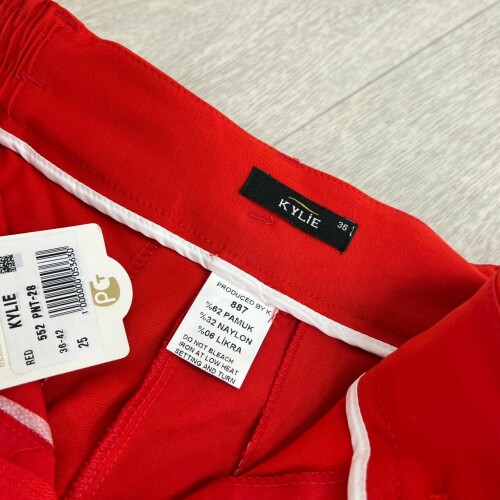 KYLiE
36
PRODUCED BY K
887
%62 PAMUK
%32 NAYLON
%06 LİKRA
DO NOT BLEACH
IRON AT LOW HEAT
SETTING AND TURN
KYLIE
552 PNT-28
RED
36-42
25